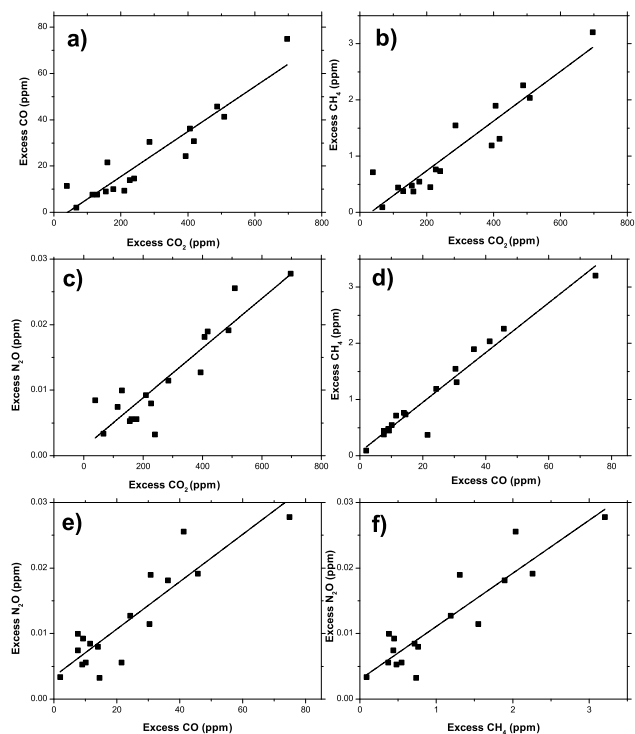 a)
Excess CO (ppm)
80
60
40
20
0
0 200 400 600 800
Excess CO₂ (ppm)
b)
Excess CH₄ (ppm)
3
2
1
0
0 200 400 600 800
Excess CO₂ (ppm)
c)
Excess N₂O (ppm)
0.03
0.02
0.01
0.00
0 200 400 600 800
Excess CO₂ (ppm)
d)
Excess CH₄ (ppm)
3
2
1
0
0 20 40 60 80
Excess CO (ppm)
e)
Excess N₂O (ppm)
0.03
0.02
0.01
0.00
0 20 40 60 80
Excess CO (ppm)
f)
Excess N₂O (ppm)
0.03
0.02
0.01
0.00
0 1 2 3
Excess CH₄ (ppm)